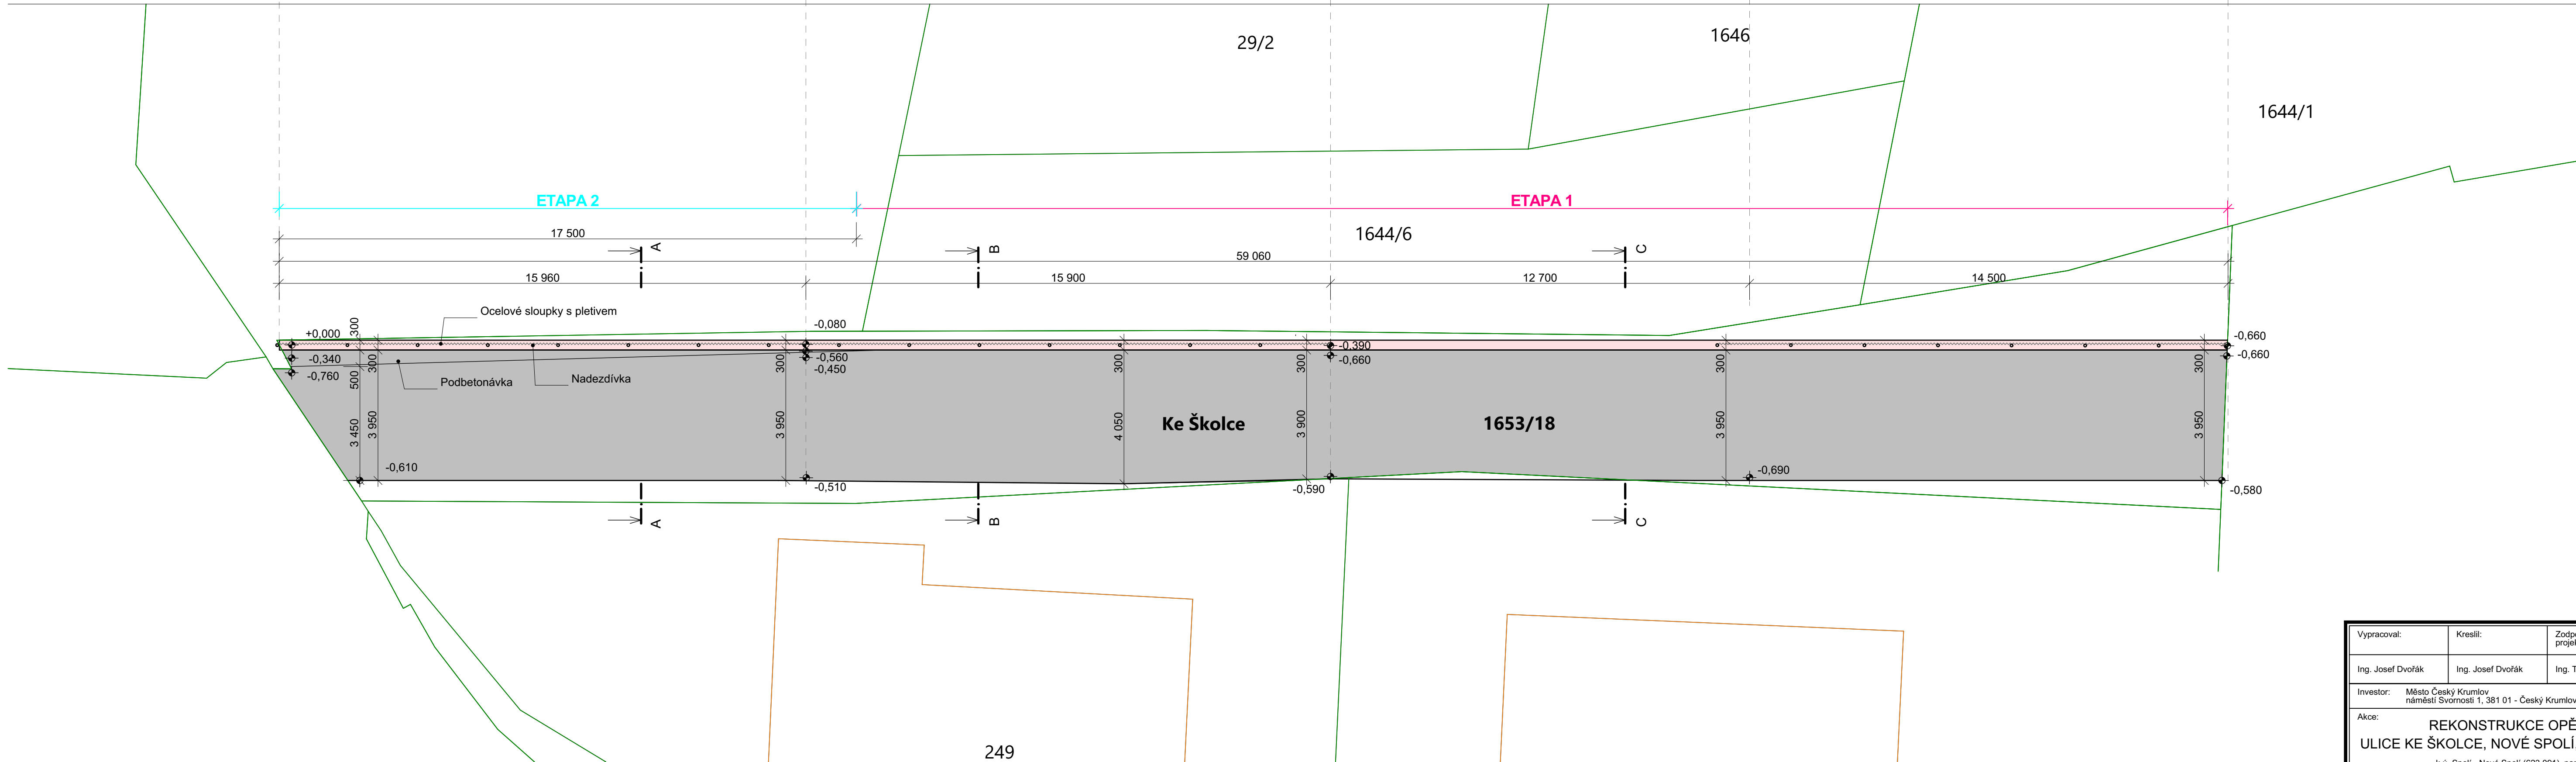 29/2
1646
1644/1
ETAPA 2
ETAPA 1
17 500
1644/6
A
B
C
59 060
15 960
15 900
12 700
14 500
Ocelové sloupky s pletivem
+0,000
300
-0,080
-0,340
-0,760
300
500
-0,560
-0,450
300
300
300
-0,390
-0,660
300
300
-0,660
-0,660
Podbetonávka
Nadezdívka
3 450
3 950
3 950
4 050
Ke Školce
3 900
1653/18
3 950
3 950
-0,610
-0,510
-0,590
-0,690
-0,580
A
B
C
249
Vypracoval:
Kreslil:
Ing. Josef Dvořák
Ing. Josef Dvořák
Investor:
Město Český Krumlov
náměstí Svornosti 1, 381 01 - Český Krumlov
Akce:
REKONSTRUKCE
ULICE KE ŠKOLCE, NOVÉ SPOLÍ